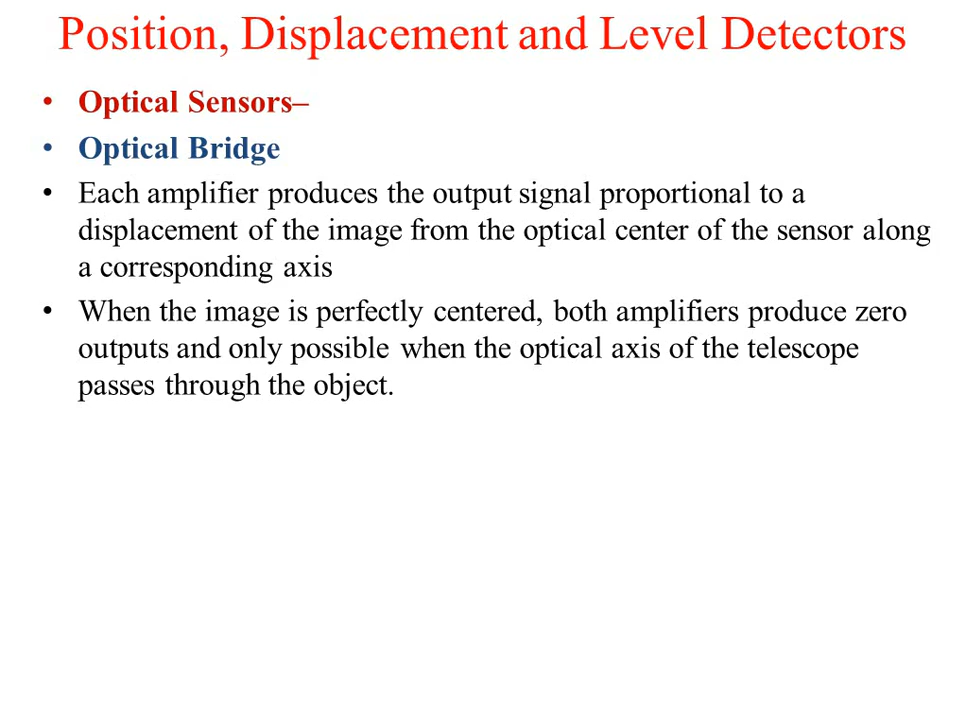 Position, Displacement and Level Detectors
• Optical Sensors–
• Optical Bridge
• Each amplifier produces the output signal proportional to a
displacement of the image from the optical center of the sensor along
a corresponding axis
• When the image is perfectly centered, both amplifiers produce zero
outputs and only possible when the optical axis of the telescope
passes through the object.